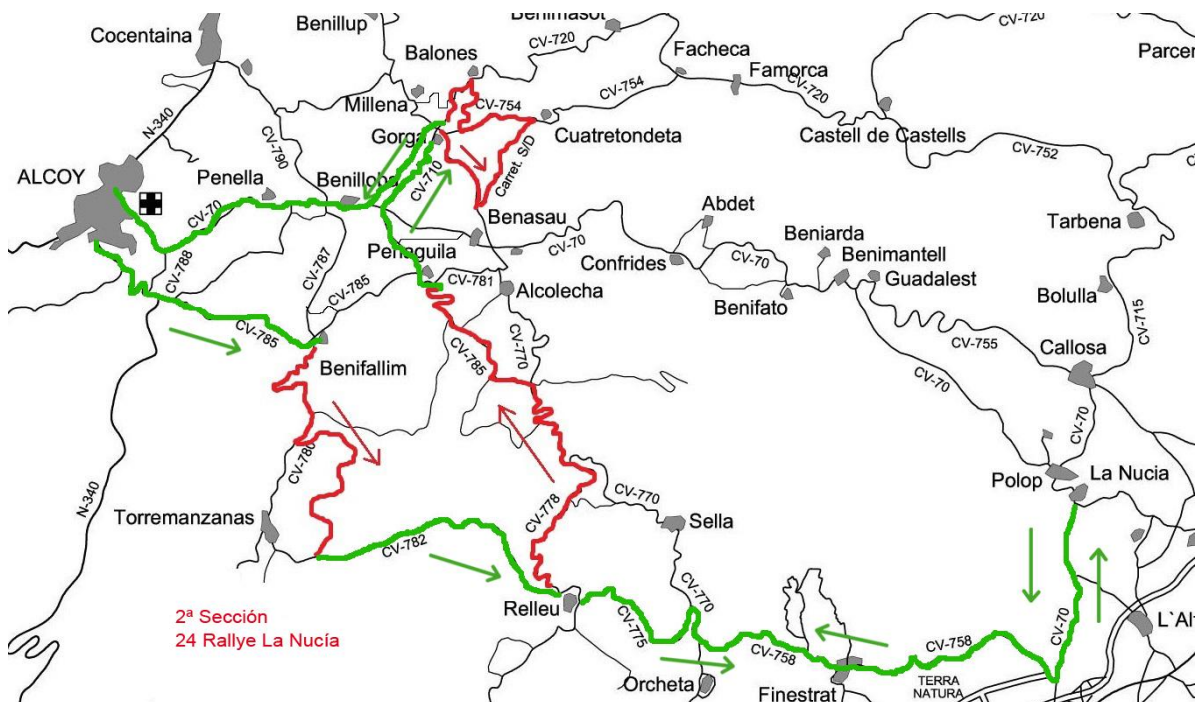 Benimasot
CV-720
Parcen
Benillup
Cocentaina
Balones
CV-720
Facheca
Famorca
CV-720
CV-754
Millena
CV-754
N-340
Gorga
Cuatretondeta
Castell de Castells
CV-790
CV-752
ALCOY
Penella
Benilloba
CV-710
Carret. S/D
CV-70
Benasau
Abdet
Tarbena
CV-70
Beniarda
Benimantell
Penaguila
Confrides
CV-70
Guadalest
CV-788
CV-787
CV-785
CV-781
Alcolecha
Benifato
Bolulla
CV-715
CV-785
CV-755
Callosa
CV-770
CV-785
CV-70
Benifallim
CV-70
CV-780
Polop
La Nucia
N-340
CV-770
CV-778
Torremanzanas
Sella
CV-782
CV-770
Relleu
2ª Sección
24 Rallye La Nucía
CV-775
CV-758
CV-758
CV-70
L`Alf
Orcheta
Finestrat
TERRA
NATURA